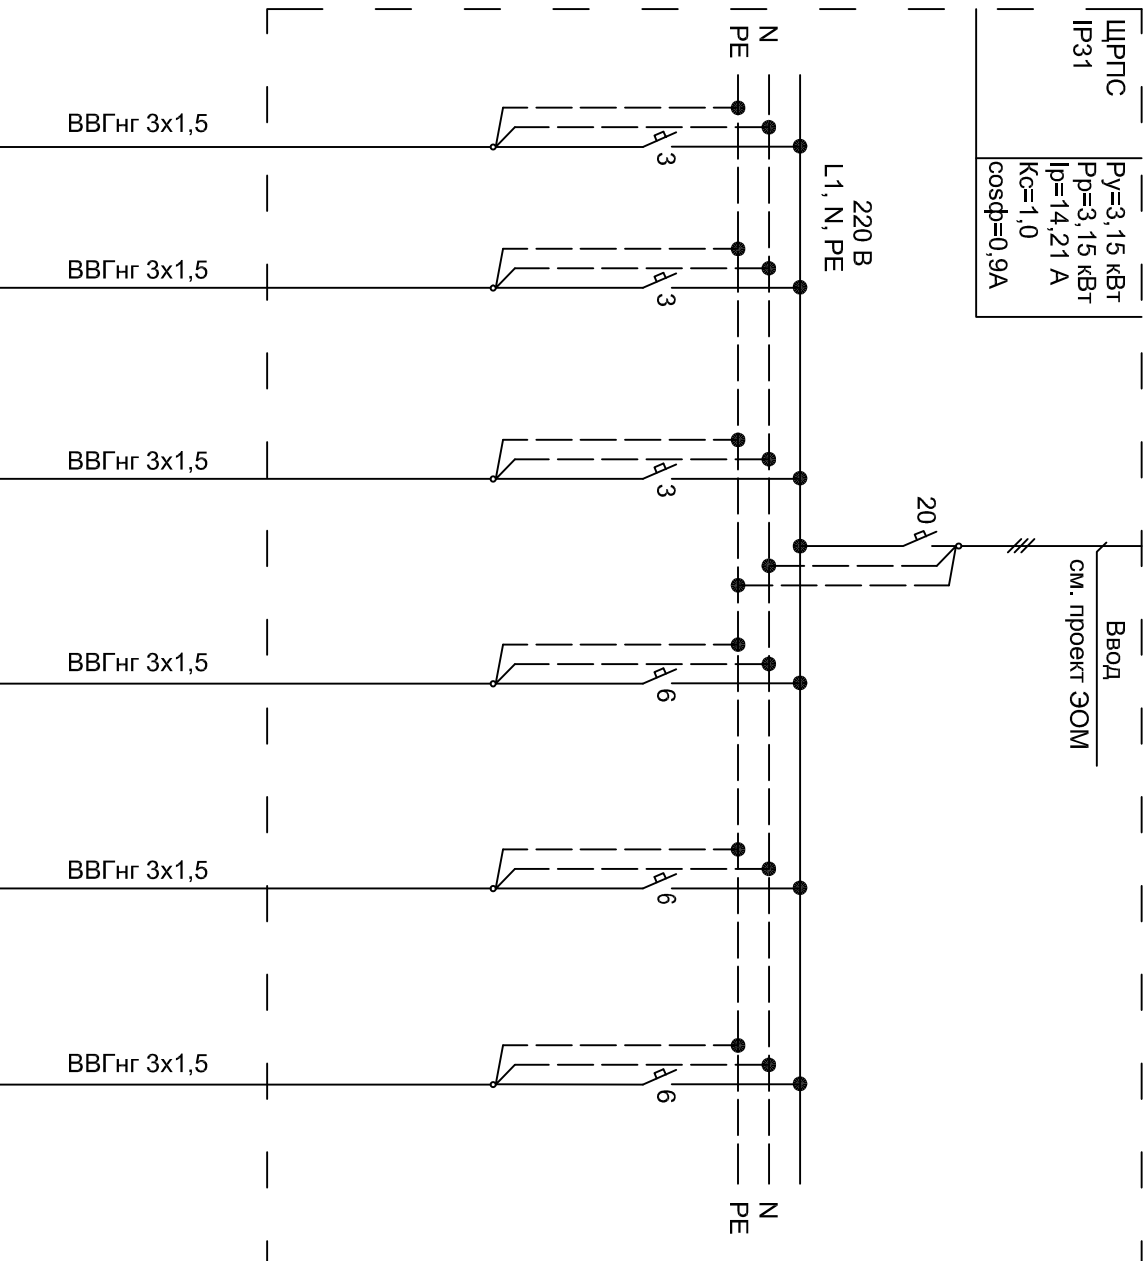 ЩРПС
IP31
Ру=3,15 кВт
Рр=3,15 кВт
Iр=14,21 А
Кс=1,0
cosφ=0,9А
Ввод
см. проект ЭОМ
20
220 В
L1, N, PE
N
PE
3
3
3
6
6
6
N
PE
ВВГнг 3х1,5
ВВГнг 3х1,5
ВВГнг 3х1,5
ВВГнг 3х1,5
ВВГнг 3х1,5
ВВГнг 3х1,5